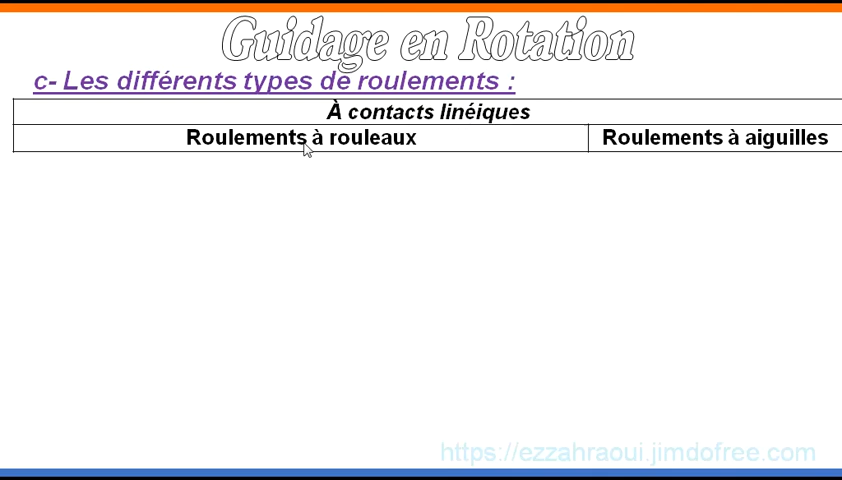 Guidage en Rotation
c- Les différents types de roulements :
À contacts linéiques
Roulements à rouleaux Roulements à aiguilles
https://ezzahraoui.jimdofree.com